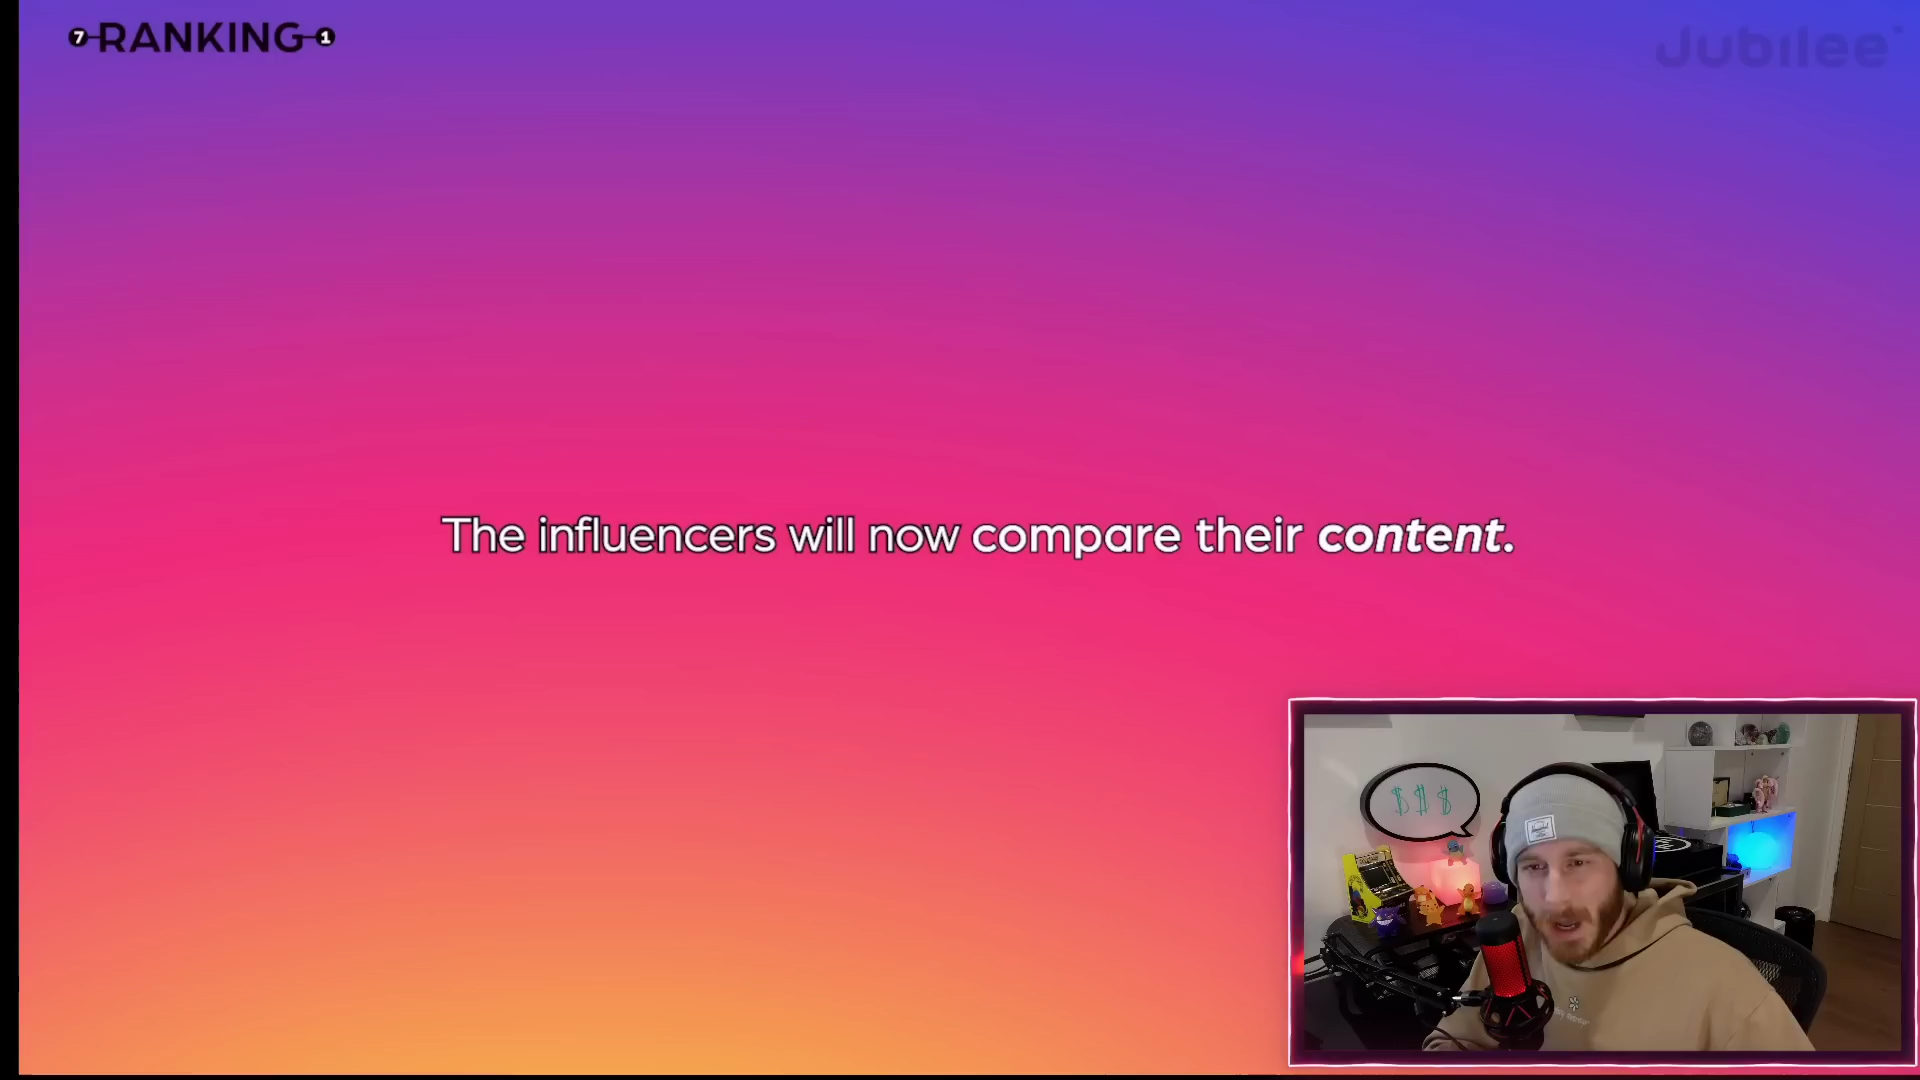 7 RANKING 1
Jubilee
The influencers will now compare their content.
$$$